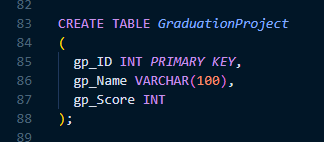 82
83 CREATE TABLE GraduationProject
84 (
85 gp_ID INT PRIMARY KEY,
86 gp_Name VARCHAR(100),
87 gp_Score INT
88 );
89